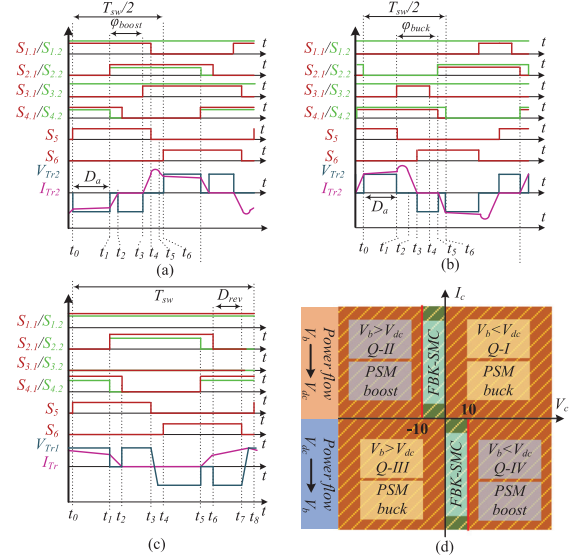 T_sw/2
φ_boost
S_1.1/S_1.2 t
S_2.1/S_2.2 t
S_3.1/S_3.2 t
S_4.1/S_4.2 t
S_5 t
S_6 t
V_Tr2
I_Tr2
D_a
t
t_0 t_1 t_2 t_3 t_4 t_5 t_6
(a)
T_sw/2
φ_buck
S_1.1/S_1.2 t
S_2.1/S_2.2 t
S_3.1/S_3.2 t
S_4.1/S_4.2 t
S_5 t
S_6 t
V_Tr2
I_Tr2
D_a
t
t_0 t_1 t_2 t_3 t_4 t_5 t_6
(b)
T_sw
D_rev
S_1.1/S_1.2 t
S_2.1/S_2.2 t
S_3.1/S_3.2 t
S_4.1/S_4.2 t
S_5 t
S_6 t
V_Tr1
I_Tr t
t_0 t_1 t_2 t_3 t_4 t_5 t_6 t_7 t_8
(c)
I_c
Power flow
V_b → V_dc
V_b>V_dc
Q-II
PSM
boost
FBK-SMC
V_b<V_dc
Q-I
PSM
buck
10
-10
V_c
Power flow
V_dc → V_b
V_b>V_dc
Q-III
PSM
buck
FBK-SMC
V_b<V_dc
Q-IV
PSM
boost
(d)